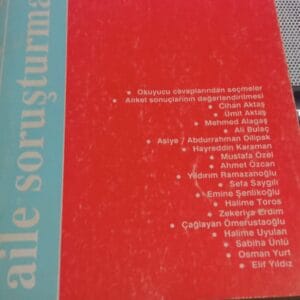 aile soruşturma
• Okuyucu cevaplarından seçmeler
• Anket sonuçlarının değerlendirilmesi
• Cihan Aktaş
• Ümit Aktaş
• Mehmed Alagaş
• Ali Bulaç
• Asiye / Abdurrahman Dilipak
• Hayreddin Karaman
• Mustafa Özel
• Ahmet Özcan
• Yıldırım Ramazanoğlu
• Sefa Saygılı
• Emine Şenlikoğlu
• Halime Toros
• Zekeriya Erdim
• Çağlayan Ömerustaoğlu
• Halime Uyulan
• Sabiha Ünlü
• Osman Yurt
• Elif Yıldız